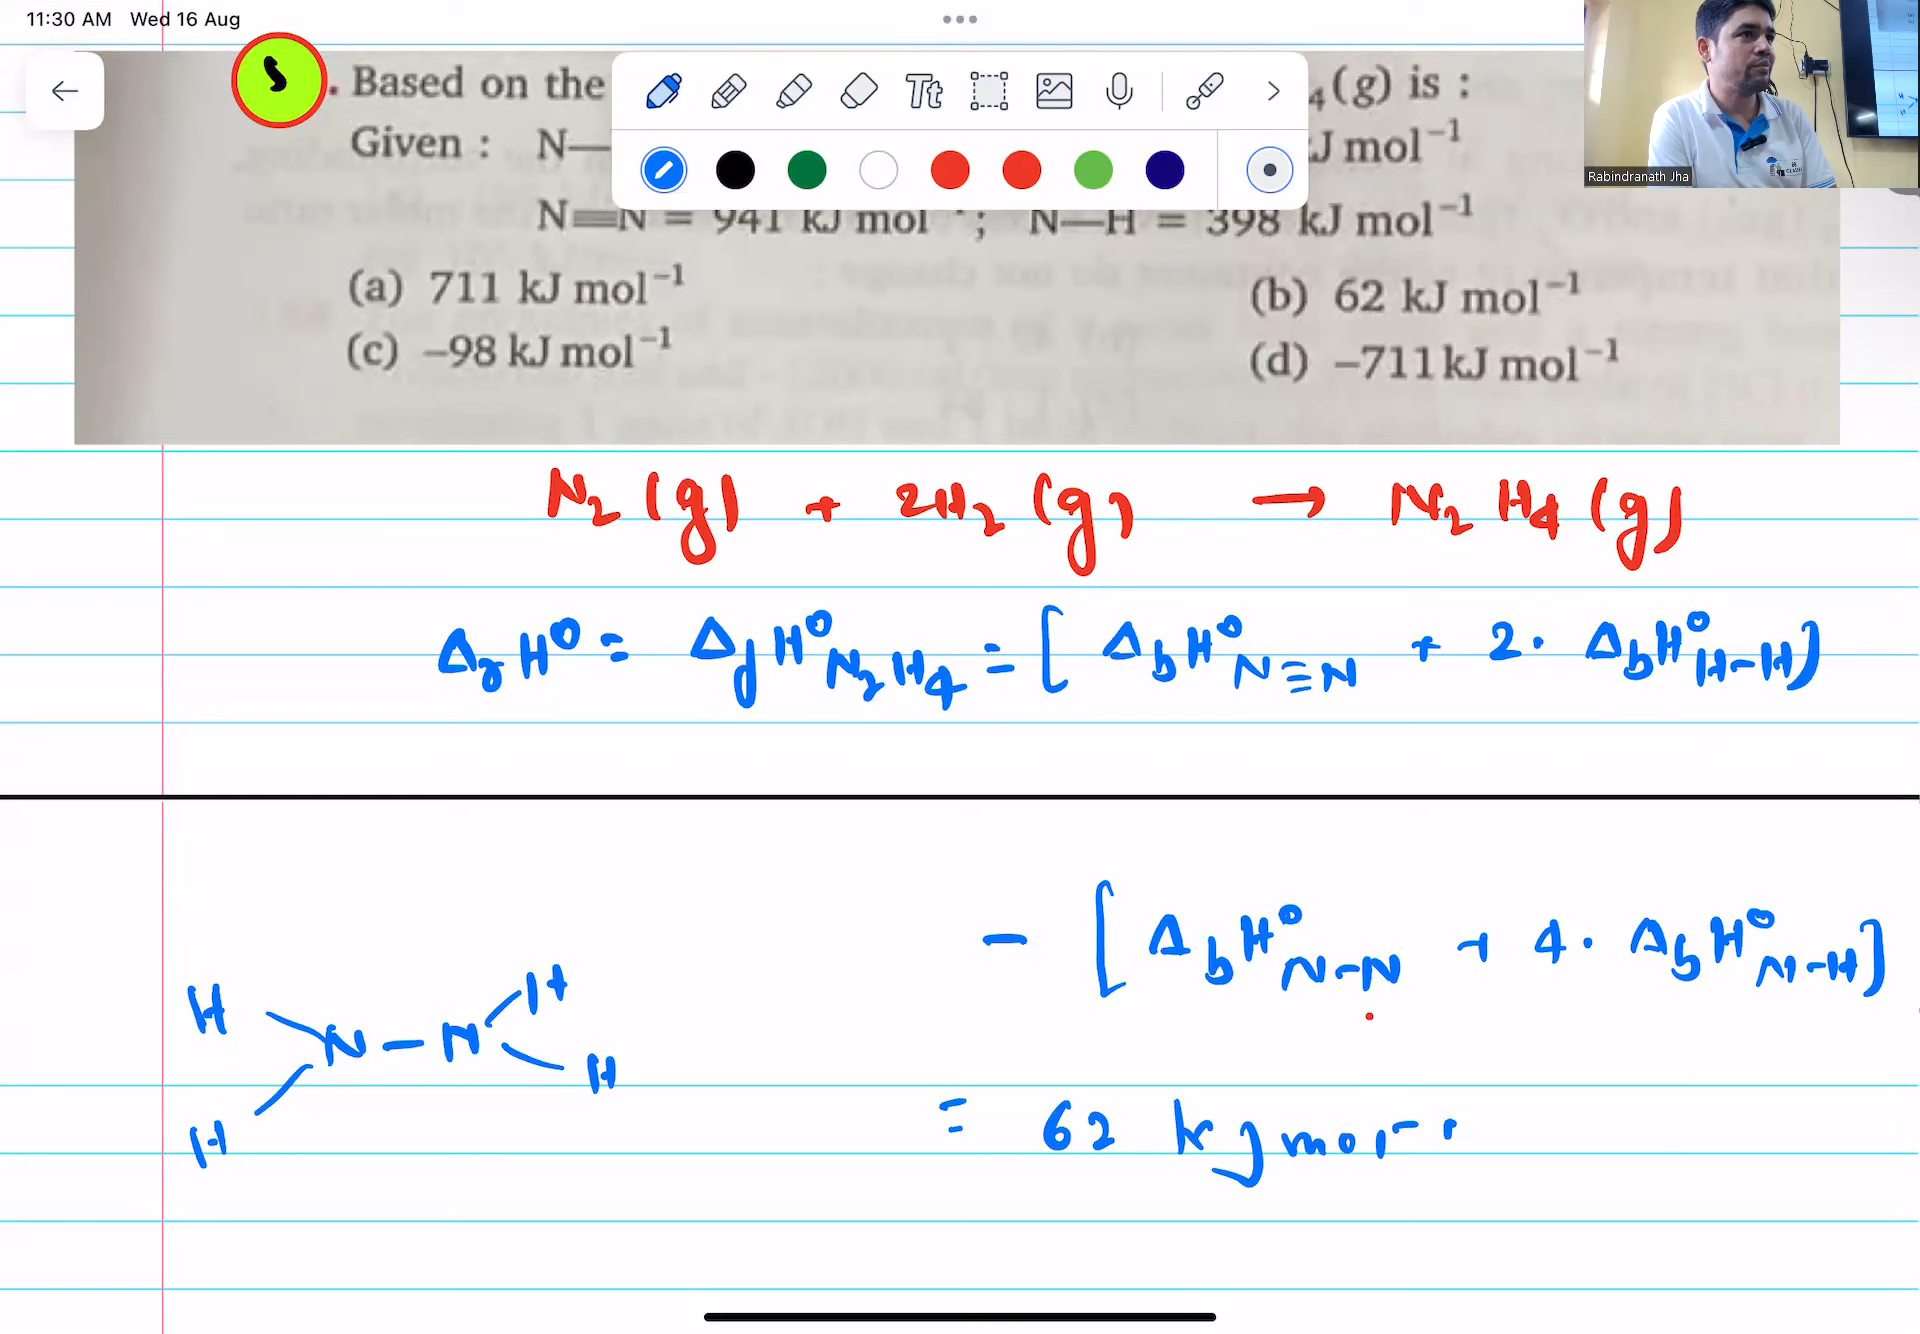 11:30 AM Wed 16 Aug
S. Based on the
4(g) is :
Given : N—
J mol⁻¹
Rabindranath Jha
N≡N = 941 kJ mol⁻¹ ; N—H = 398 kJ mol⁻¹
(a) 711 kJ mol⁻¹
(b) 62 kJ mol⁻¹
(c) –98 kJ mol⁻¹
(d) –711 kJ mol⁻¹
N₂ (g) + 2H₂ (g) → N₂H₄ (g)
ΔrH° = ΔfH°N₂H₄ = [ ΔbH°N≡N + 2. ΔbH°H-H]
- [ ΔbH°N-N + 4. ΔbH°N-H]
H H
N - N
H
H
= 62 kJmol⁻¹